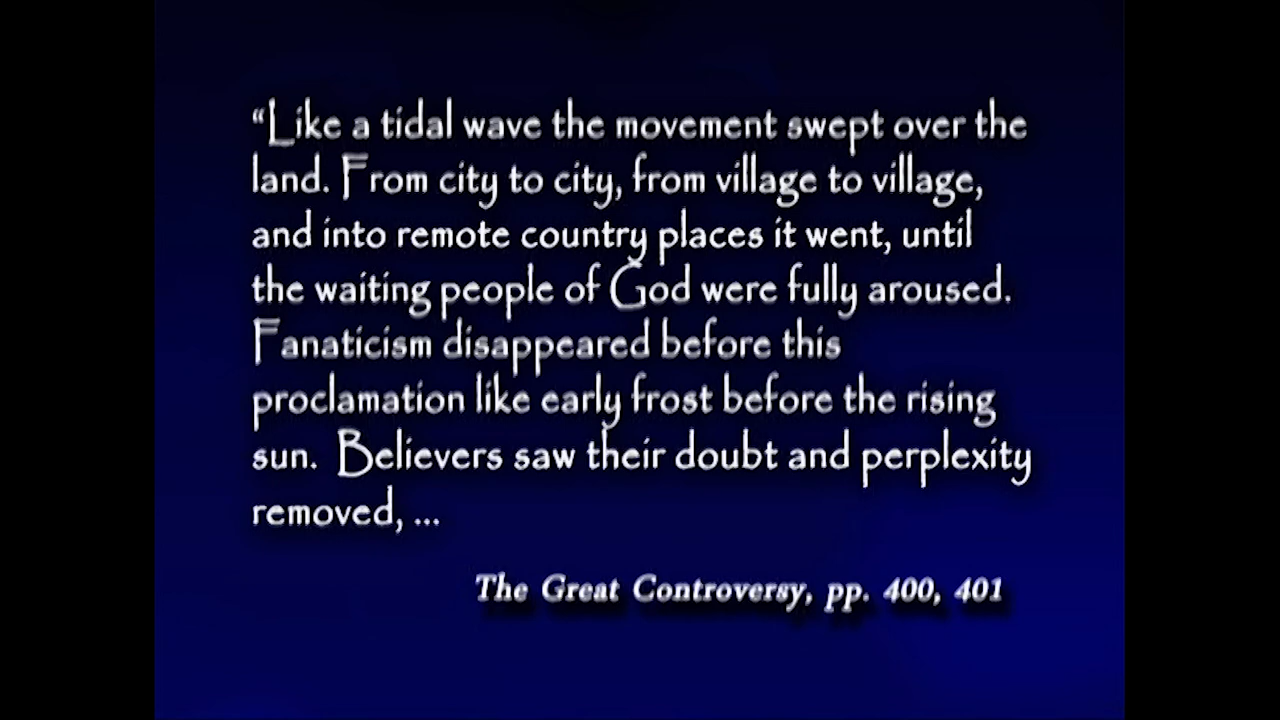 “Like a tidal wave the movement swept over the
land. From city to city, from village to village,
and into remote country places it went, until
the waiting people of God were fully aroused.
Fanaticism disappeared before this
proclamation like early frost before the rising
sun.  Believers saw their doubt and perplexity
removed, ...
The Great Controversy, pp. 400, 401